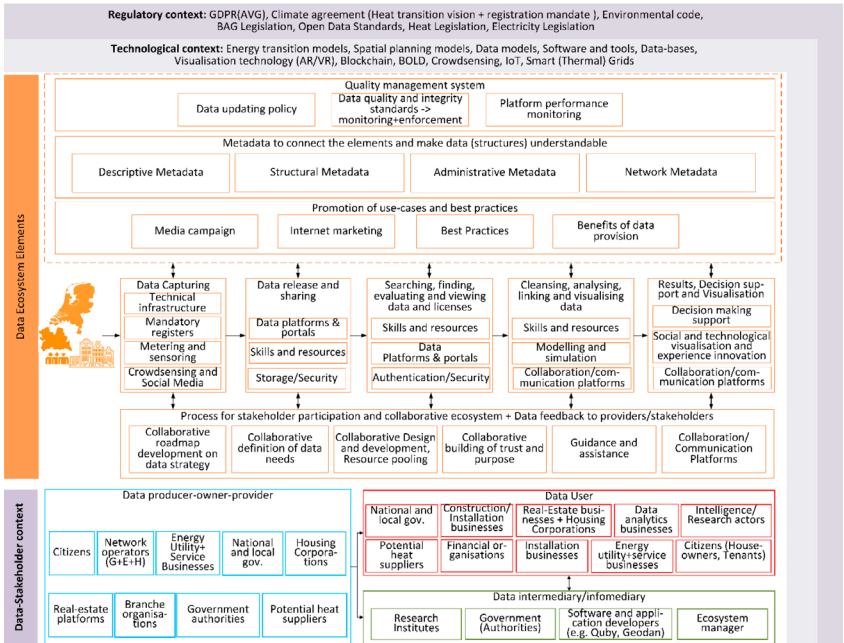 Regulatory context: GDPR(AVG), Climate agreement (Heat transition vision + registration mandate ), Environmental code,
BAG Legislation, Open Data Standards, Heat Legislation, Electricity Legislation
Technological context: Energy transition models, Spatial planning models, Data models, Software and tools, Data-bases,
Visualisation technology (AR/VR), Blockchain, BOLD, Crowdsensing, IoT, Smart (Thermal) Grids
Data Ecosystem Elements
Quality management system
Data updating policy
Data quality and integrity
standards ->
monitoring+enforcement
Platform performance
monitoring
Metadata to connect the elements and make data (structures) understandable
Descriptive Metadata
Structural Metadata
Administrative Metadata
Network Metadata
Promotion of use-cases and best practices
Media campaign
Internet marketing
Best Practices
Benefits of data
provision
Data Capturing
Technical
infrastructure
Mandatory
registers
Metering and
sensoring
Crowdsensing and
Social Media
Data release and
sharing
Data platforms &
portals
Skills and resources
Storage/Security
Searching, finding,
evaluating and viewing
data and licenses
Skills and resources
Data
Platforms & portals
Authentication/Security
Cleansing, analysing,
linking and visualising
data
Skills and resources
Modelling and
simulation
Collaboration/com-
munication platforms
Results, Decision sup-
port and Visualisation
Decision making
support
Social and technological
visualisation and
experience innovation
Collaboration/com-
munication platforms
Process for stakeholder participation and collaborative ecosystem + Data feedback to providers/stakeholders
Collaborative
roadmap
development on
data strategy
Collaborative
definition of data
needs
Collaborative Design
and development,
Resource pooling
Collaborative
building of trust and
purpose
Guidance and
assistance
Collaboration/
Communication
Platforms
Data-Stakeholder context
Data producer-owner-provider
Citizens
Network
operators
(G+E+H)
Energy
Utility+
Service
Businesses
National
and local
gov.
Housing
Corpora-
tions
Real-estate
platforms
Branche
organisa-
tions
Government
authorities
Potential heat
suppliers
Data User
National and
local gov.
Construction/
Installation
businesses
Real-Estate busi-
nesses + Housing
Corporations
Data
analytics
businesses
Intelligence/
Research actors
Potential
heat
suppliers
Financial or-
ganisations
Installation
businesses
Energy
utility+service
businesses
Citizens (House-
owners, Tenants)
Data intermediary/infomediary
Research
Institutes
Government
(Authorities)
Software and appli-
cation developers
(e.g. Quby, Geodan)
Ecosystem
manager